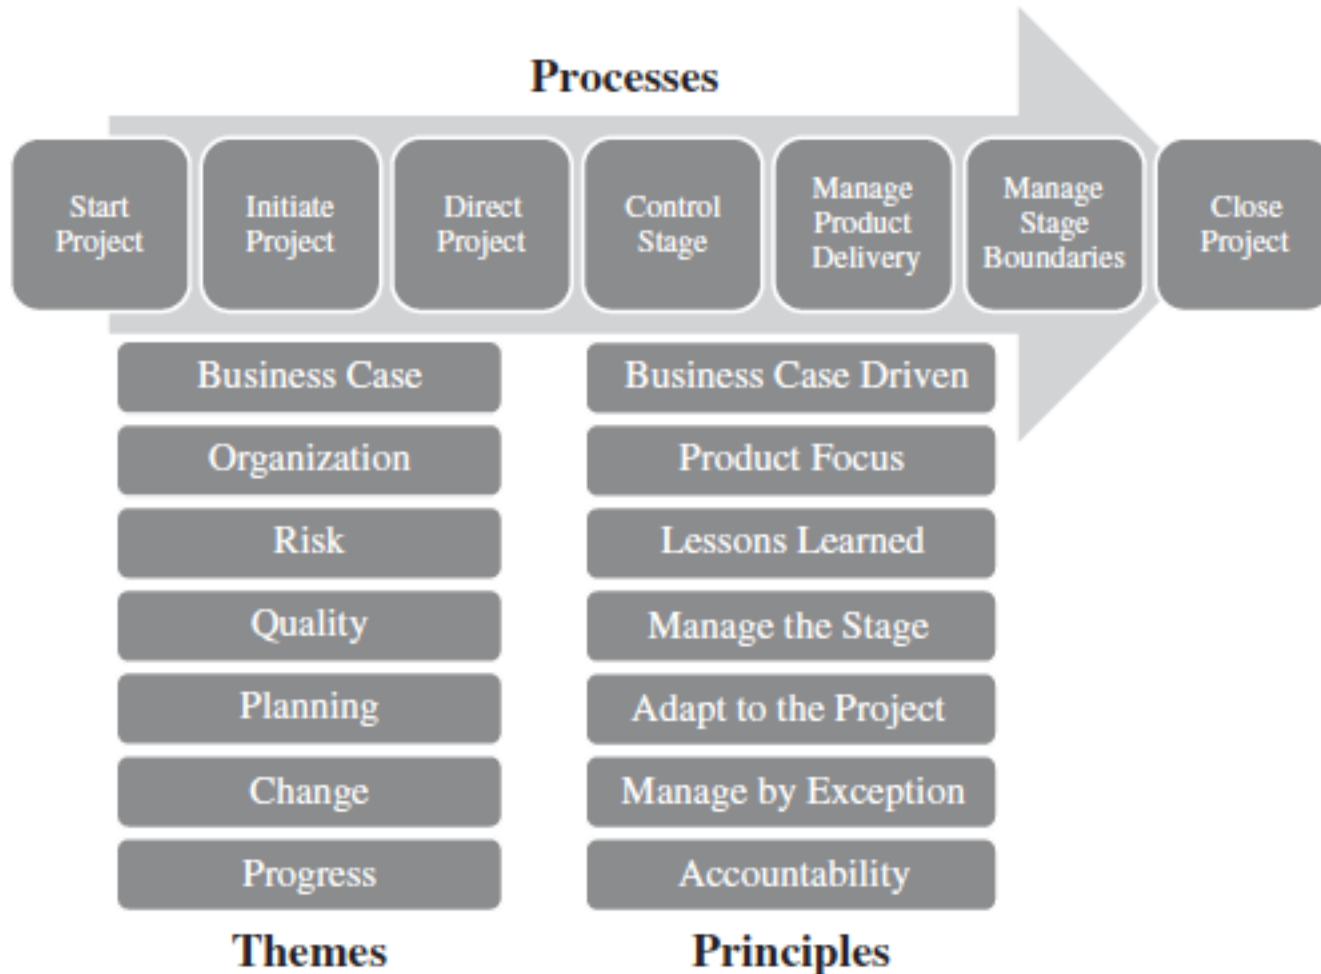 Processes
Start
Project
Initiate
Project
Direct
Project
Control
Stage
Manage
Product
Delivery
Manage
Stage
Boundaries
Close
Project
Business Case
Organization
Risk
Quality
Planning
Change
Progress
Themes
Business Case Driven
Product Focus
Lessons Learned
Manage the Stage
Adapt to the Project
Manage by Exception
Accountability
Principles